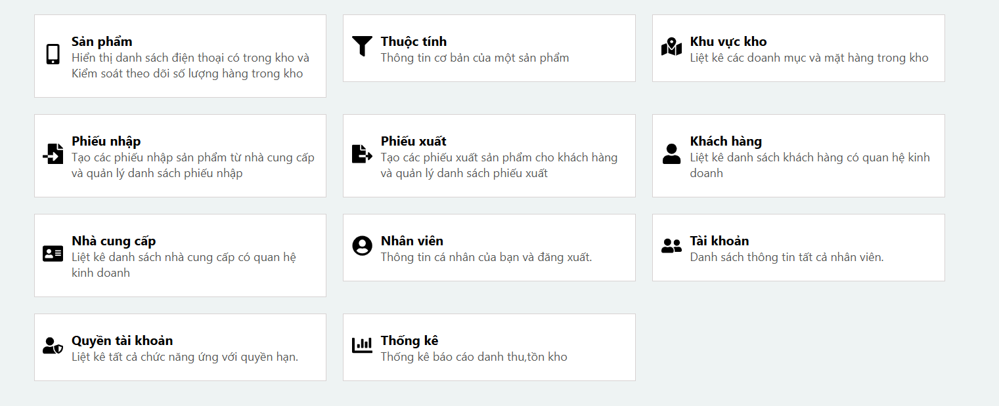 Sản phẩm
Hiển thị danh sách điện thoại có trong kho và
Kiểm soát theo dõi số lượng hàng trong kho
Thuộc tính
Thông tin cơ bản của một sản phẩm
Khu vực kho
Liệt kê các doanh mục và mặt hàng trong kho
Phiếu nhập
Tạo các phiếu nhập sản phẩm từ nhà cung cấp
và quản lý danh sách phiếu nhập
Phiếu xuất
Tạo các phiếu xuất sản phẩm cho khách hàng
và quản lý danh sách phiếu xuất
Khách hàng
Liệt kê danh sách khách hàng có quan hệ kinh
doanh
Nhà cung cấp
Liệt kê danh sách nhà cung cấp có quan hệ
kinh doanh
Nhân viên
Thông tin cá nhân của bạn và đăng xuất.
Tài khoản
Danh sách thông tin tất cả nhân viên.
Quyền tài khoản
Liệt kê tất cả chức năng ứng với quyền hạn.
Thống kê
Thống kê báo cáo danh thu,tồn kho